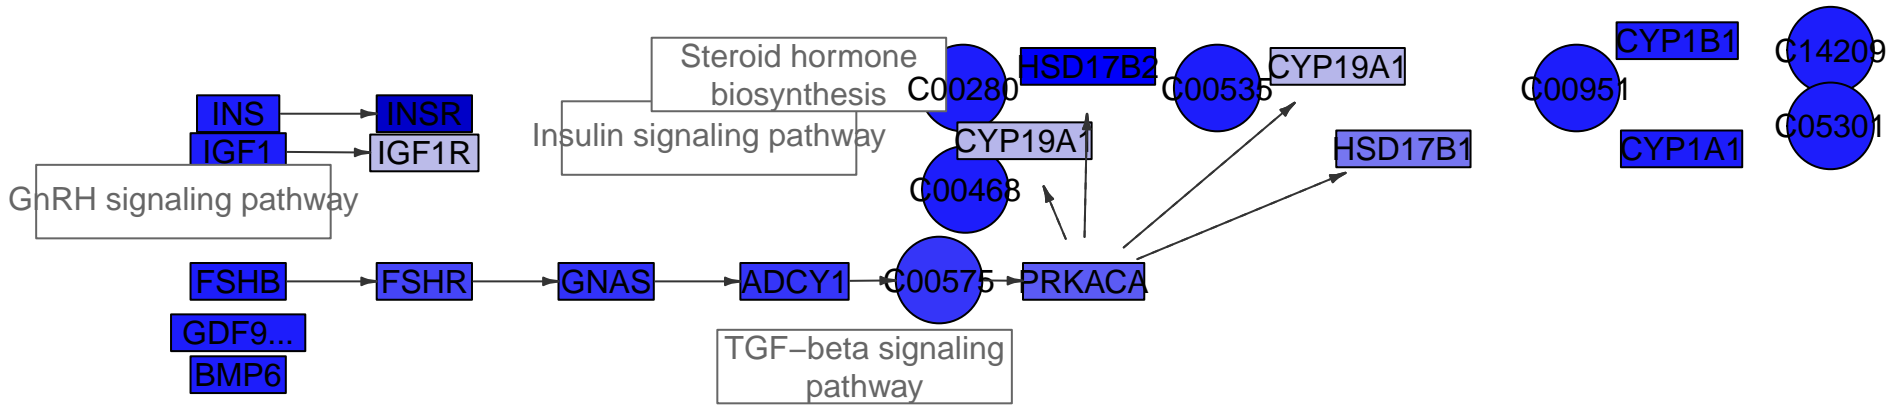 Steroid hormone
biosynthesis
C00280
HSD17B2
C00535
CYP19A1
C00951
CYP1B1
C14209
INS
INSR
Insulin signaling pathway
CYP19A1
HSD17B1
CYP1A1
C05301
IGF1
IGF1R
GnRH signaling pathway
C00468
FSHB
FSHR
GNAS
ADCY1
C00575
PRKACA
GDF9...
BMP6
TGF−beta signaling
pathway